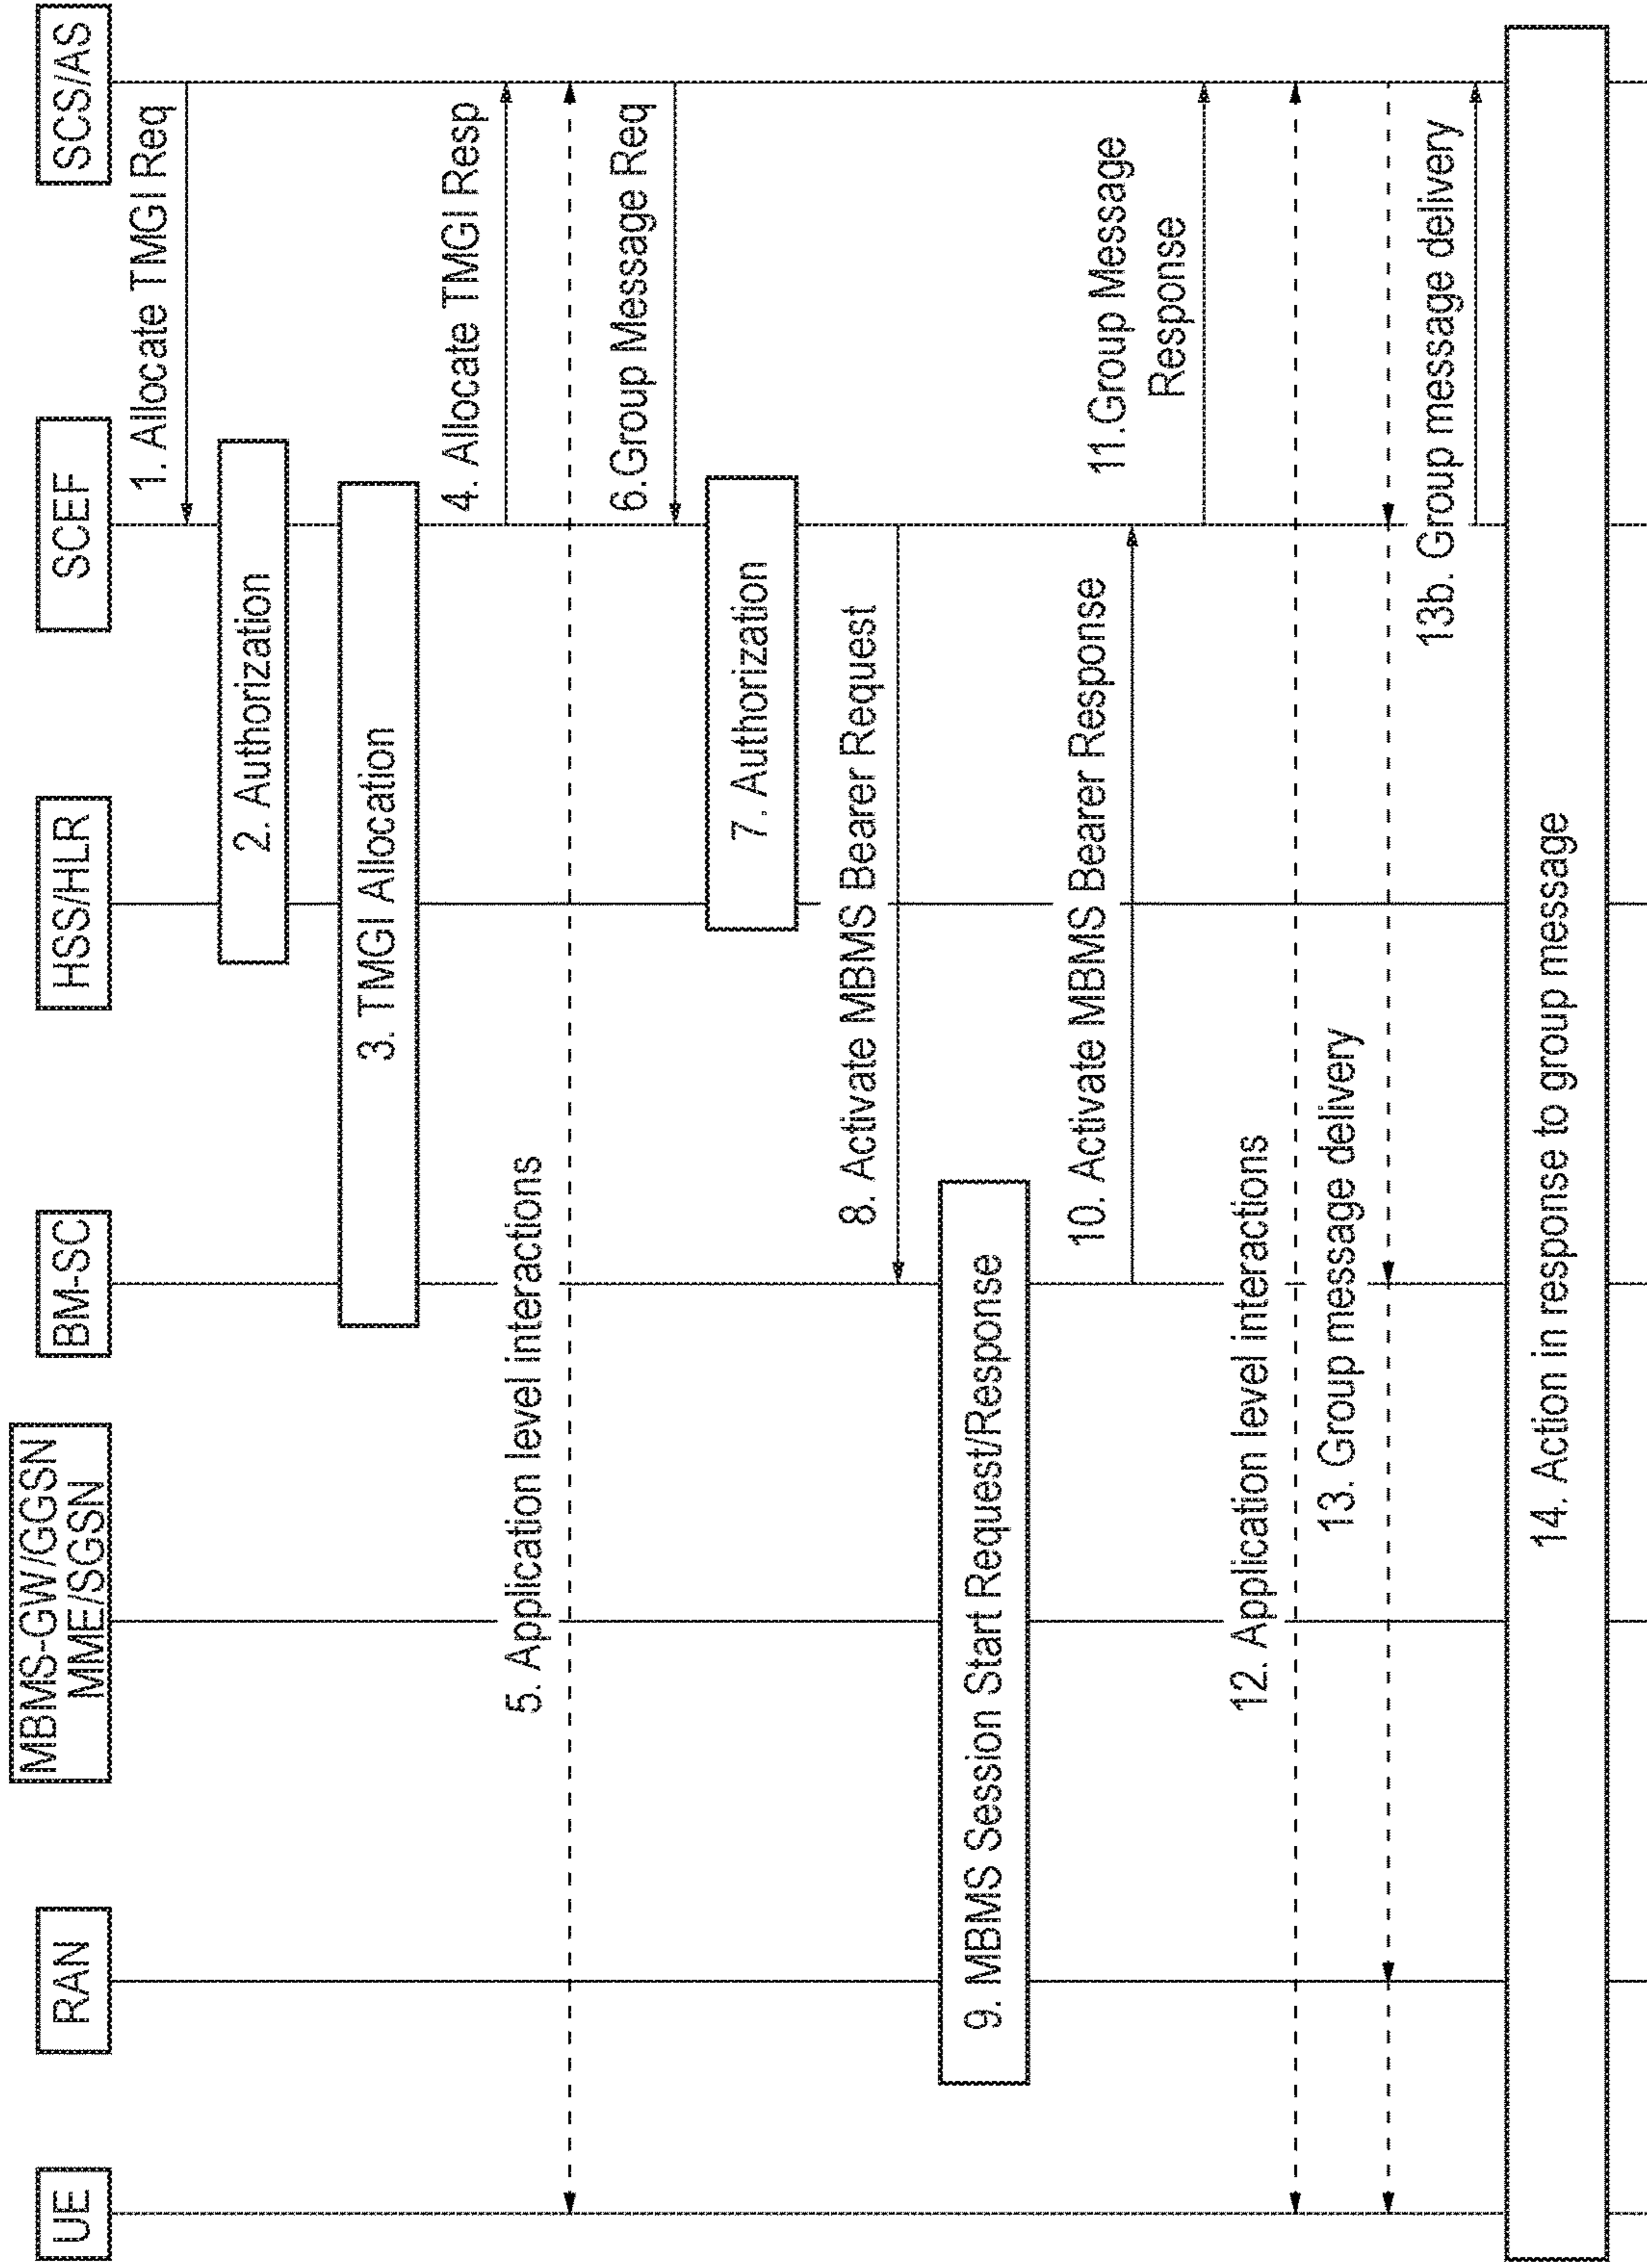 UE
RAN
MBMS-GW/GGSN
MME/SGSN
BM-SC
HSS/HLR
SCEF
SCS/AS
1. Allocate TMGI Req
2. Authorization
3. TMGI Allocation
4. Allocate TMGI Resp
5. Application level interactions
6.Group Message Req
7. Authorization
8. Activate MBMS Bearer Request
9. MBMS Session Start Request/Response
10. Activate MBMS Bearer Response
11.Group Message
Response
12. Application level interactions
13. Group message delivery
13b. Group message delivery
14. Action in response to group message